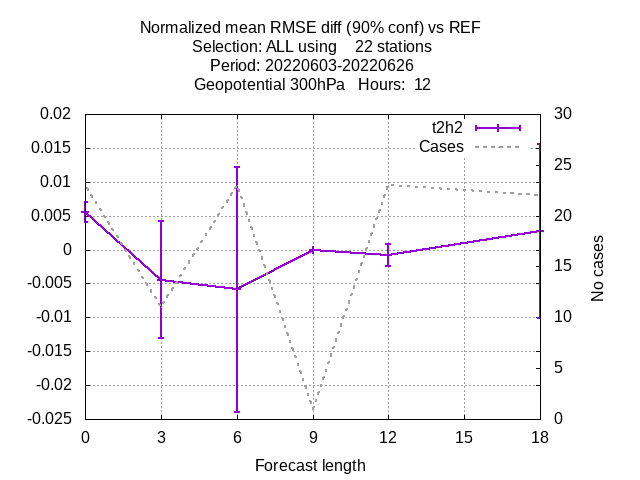 Normalized mean RMSE diff (90% conf) vs REF
Selection: ALL using    22 stations
Period: 20220603-20220626
Geopotential 300hPa   Hours:  12
0.02
0.015
0.01
0.005
0
-0.005
-0.01
-0.015
-0.02
-0.025
t2h2
Cases
30
25
20
15
10
5
0
No cases
0 3 6 9 12 15 18
Forecast length